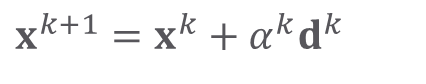 𝐱^{k+1} = 𝐱^k + α^k 𝐝^k